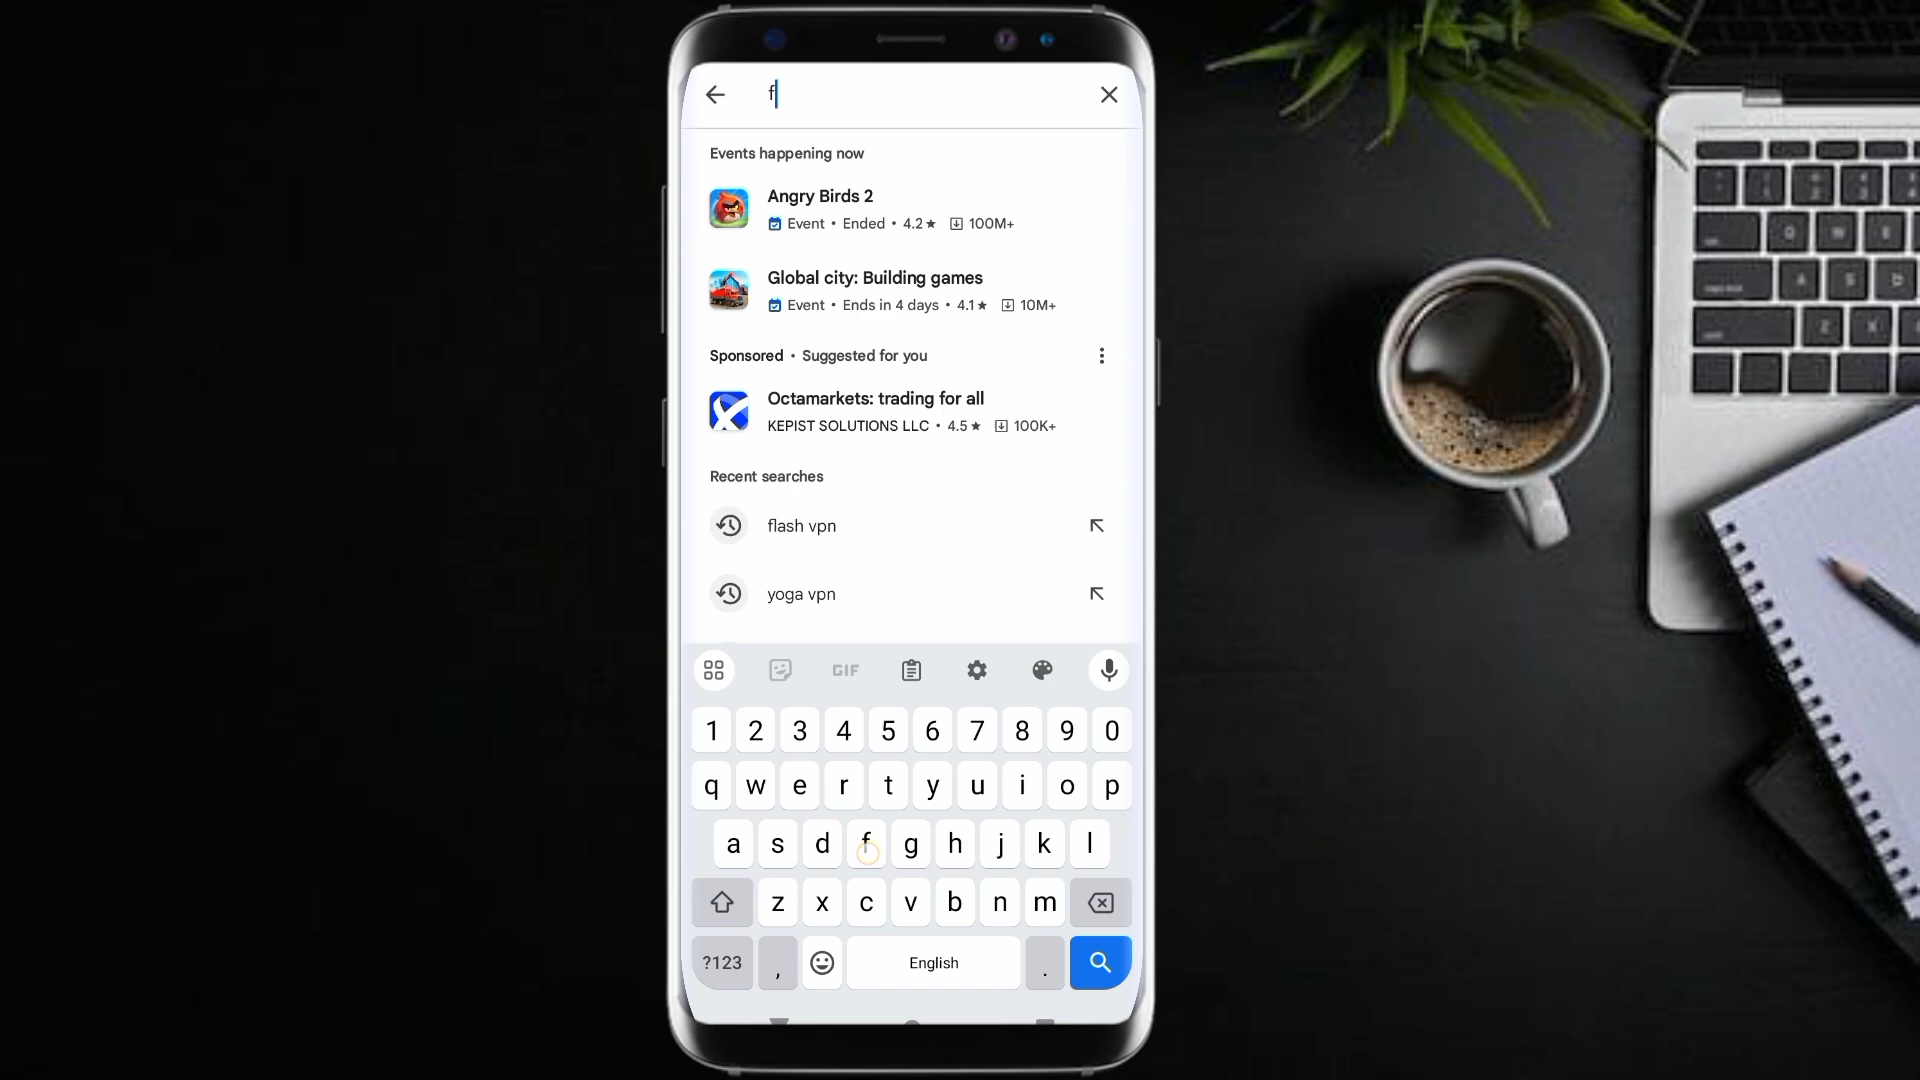 f
Events happening now
Angry Birds 2
Event • Ended • 4.2★ 100M+
Global city: Building games
Event • Ends in 4 days • 4.1★ 10M+
Sponsored • Suggested for you
Octamarkets: trading for all
KEPIST SOLUTIONS LLC • 4.5★ 100K+
Recent searches
flash vpn
yoga vpn
GIF
1 2 3 4 5 6 7 8 9 0
q w e r t y u i o p
a s d f g h j k l
z x c v b n m
?123 , English .